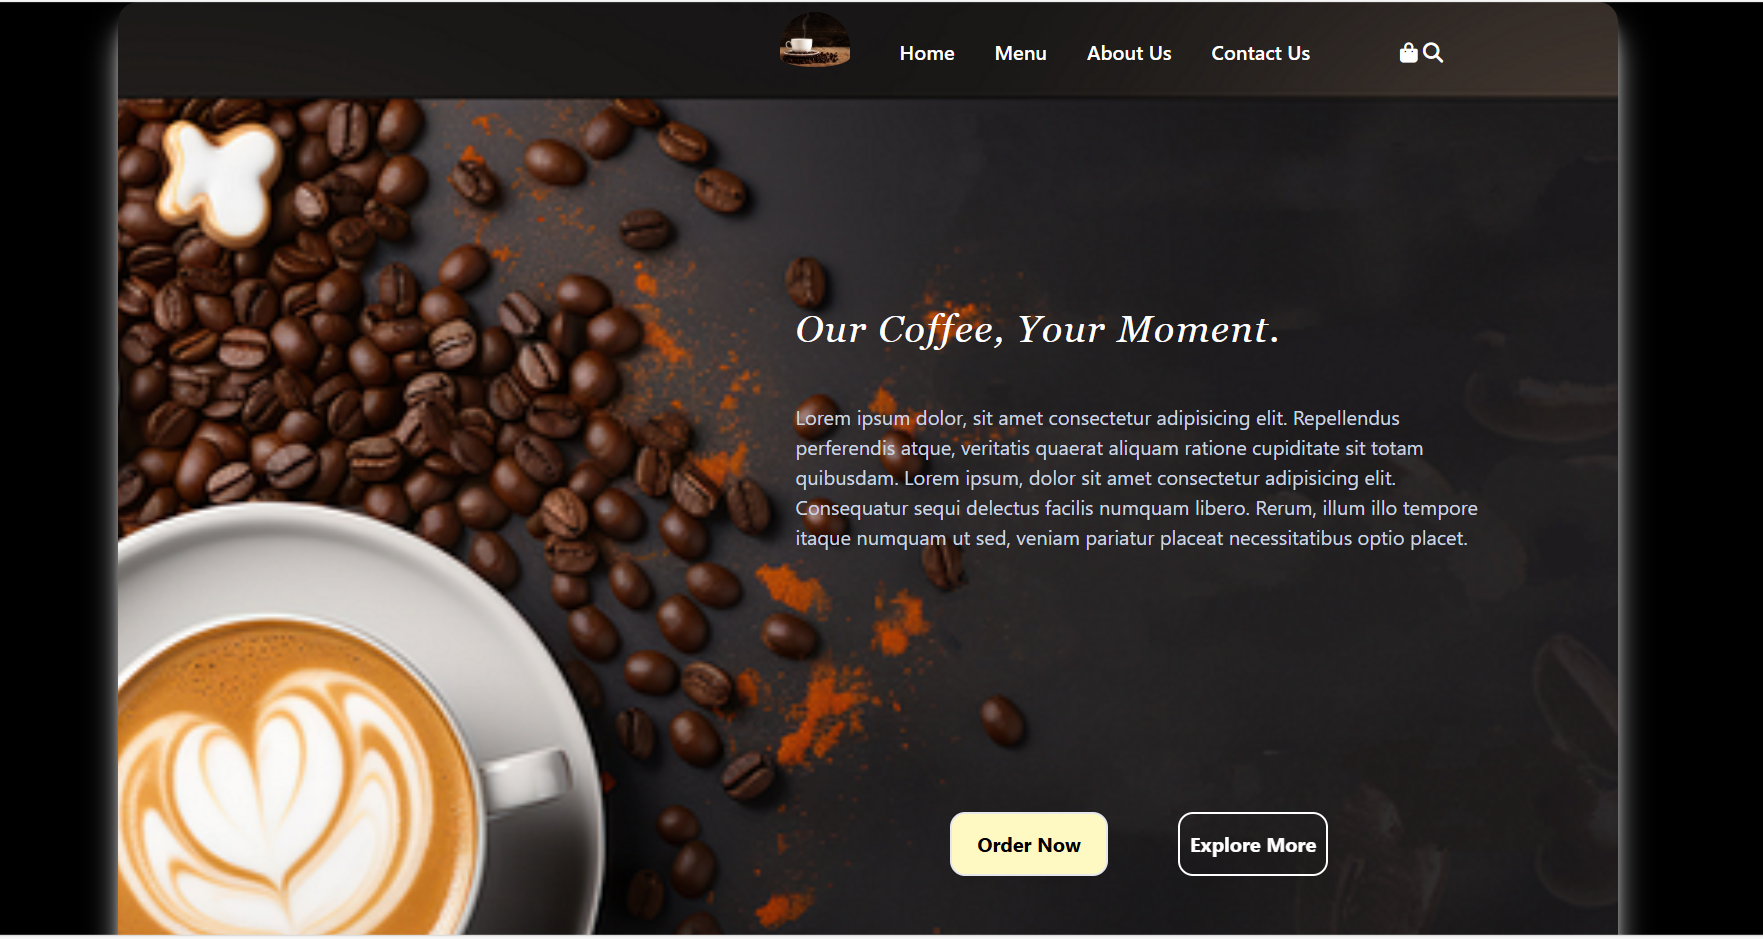 Home Menu About Us Contact Us
Our Coffee, Your Moment.
Lorem ipsum dolor, sit amet consectetur adipisicing elit. Repellendus
perferendis atque, veritatis quaerat aliquam ratione cupiditate sit totam
quibusdam. Lorem ipsum, dolor sit amet consectetur adipisicing elit.
Consequatur sequi delectus facilis numquam libero. Rerum, illum illo tempore
itaque numquam ut sed, veniam pariatur placeat necessitatibus optio placet.
Order Now Explore More